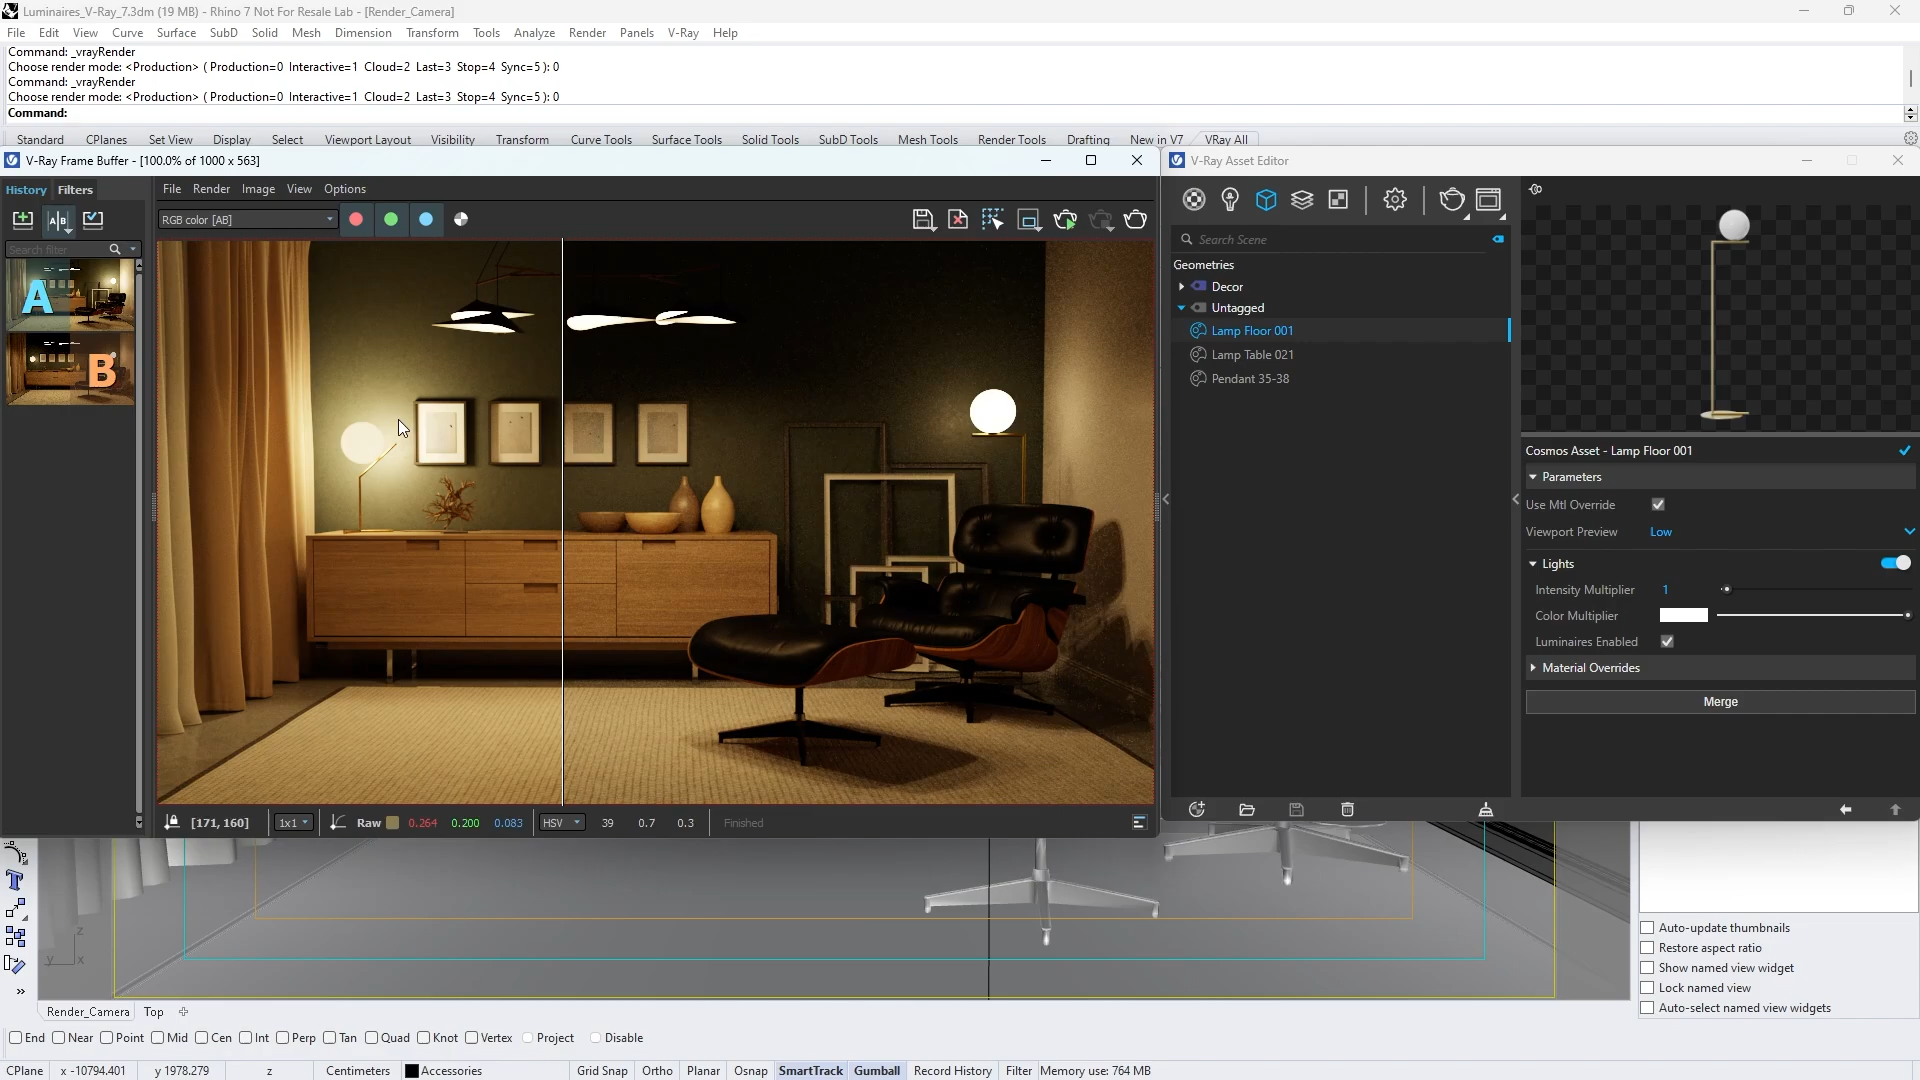 Luminaires_V-Ray_7.3dm (19 MB) - Rhino 7 Not For Resale Lab - [Render_Camera]
File Edit View Curve Surface SubD Solid Mesh Dimension Transform Tools Analyze Render Panels V-Ray Help
Command: _vrayRender
Choose render mode: <Production> ( Production=0 Interactive=1 Cloud=2 Last=3 Stop=4 Sync=5 ): 0
Command: _vrayRender
Choose render mode: <Production> ( Production=0 Interactive=1 Cloud=2 Last=3 Stop=4 Sync=5 ): 0
Command:
Standard CPlanes Set View Display Select Viewport Layout Visibility Transform Curve Tools Surface Tools Solid Tools SubD Tools Mesh Tools Render Tools Drafting New in V7 VRay All
V-Ray Frame Buffer - [100.0% of 1000 x 563]
V-Ray Asset Editor
History Filters
File Render Image View Options
A|B
RGB color [AB]
Search filter
Search Scene
A
B
Geometries
Decor
Untagged
Lamp Floor 001
Lamp Table 021
Pendant 35-38
Cosmos Asset - Lamp Floor 001
Parameters
Use Mtl Override
Viewport Preview Low
Lights
Intensity Multiplier 1
Color Multiplier
Luminaires Enabled
Material Overrides
Merge
[171, 160] 1x1 Raw 0.264 0.200 0.083 HSV 39 0.7 0.3 Finished
z
y x
Auto-update thumbnails
Restore aspect ratio
Show named view widget
Lock named view
Auto-select named view widgets
Render_Camera Top
End Near Point Mid Cen Int Perp Tan Quad Knot Vertex Project Disable
CPlane x -10794.401 y 1978.279 z Centimeters Accessories Grid Snap Ortho Planar Osnap SmartTrack Gumball Record History Filter Memory use: 764 MB